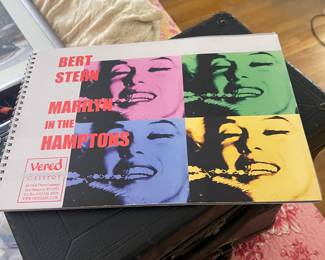 BERT
STERN
MARILYN
IN THE
HAMPTONS
Vered
GALLERY